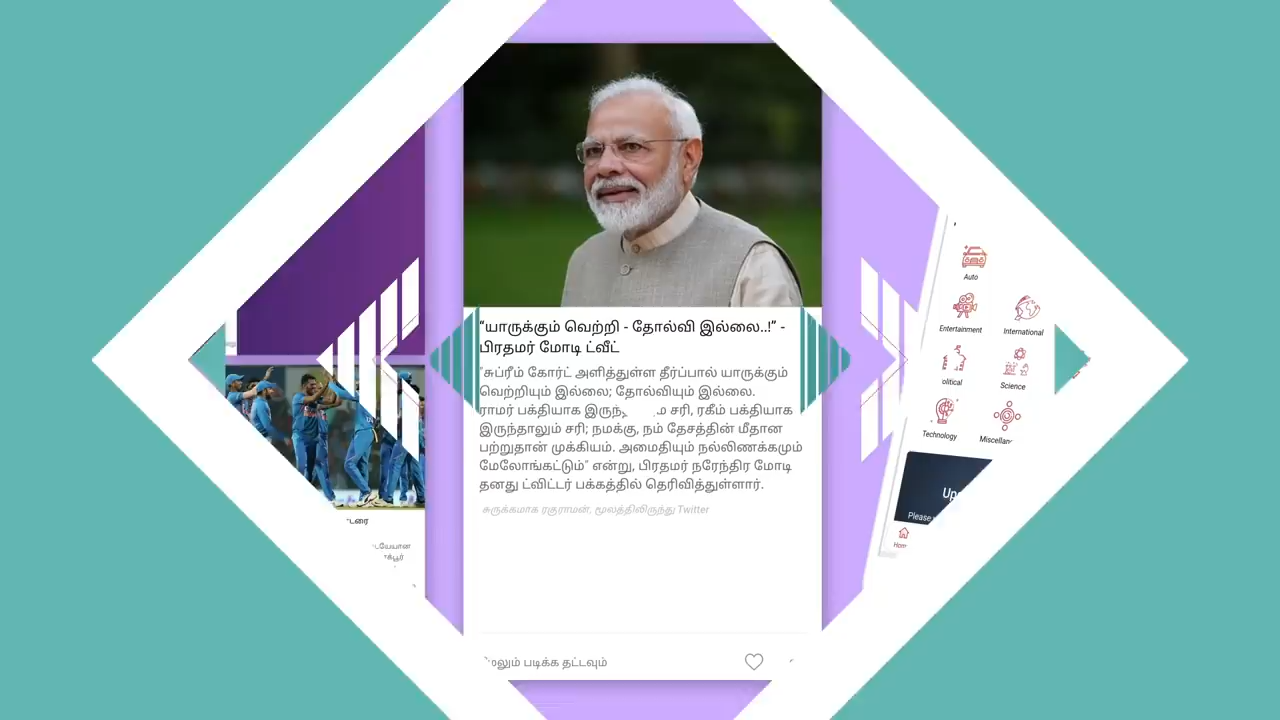 “யாருக்கும் வெற்றி - தோல்வி இல்லை..!” -
பிரதமர் மோடி ட்வீட்
"சுப்ரீம் கோர்ட் அளித்துள்ள தீர்ப்பால் யாருக்கும்
வெற்றியும் இல்லை; தோல்வியும் இல்லை.
ராமர் பக்தியாக சரி, ரகீம் பக்தியாக
இருந்தாலும் சரி; நமக்கு, நம் தேசத்தின் மீதான
பற்றுதான் முக்கியம். அமைதியும் நல்லிணக்கமும்
மேலோங்கட்டும்" என்று, பிரதமர் நரேந்திர மோடி
தனது ட்விட்டர் பக்கத்தில் தெரிவித்துள்ளார்.
சுருக்கமாக ரகுராமன், மூலத்திலிருந்து Twitter
படிக்க தட்டவும்
Auto
Entertainment
International
Science
Technology
Please